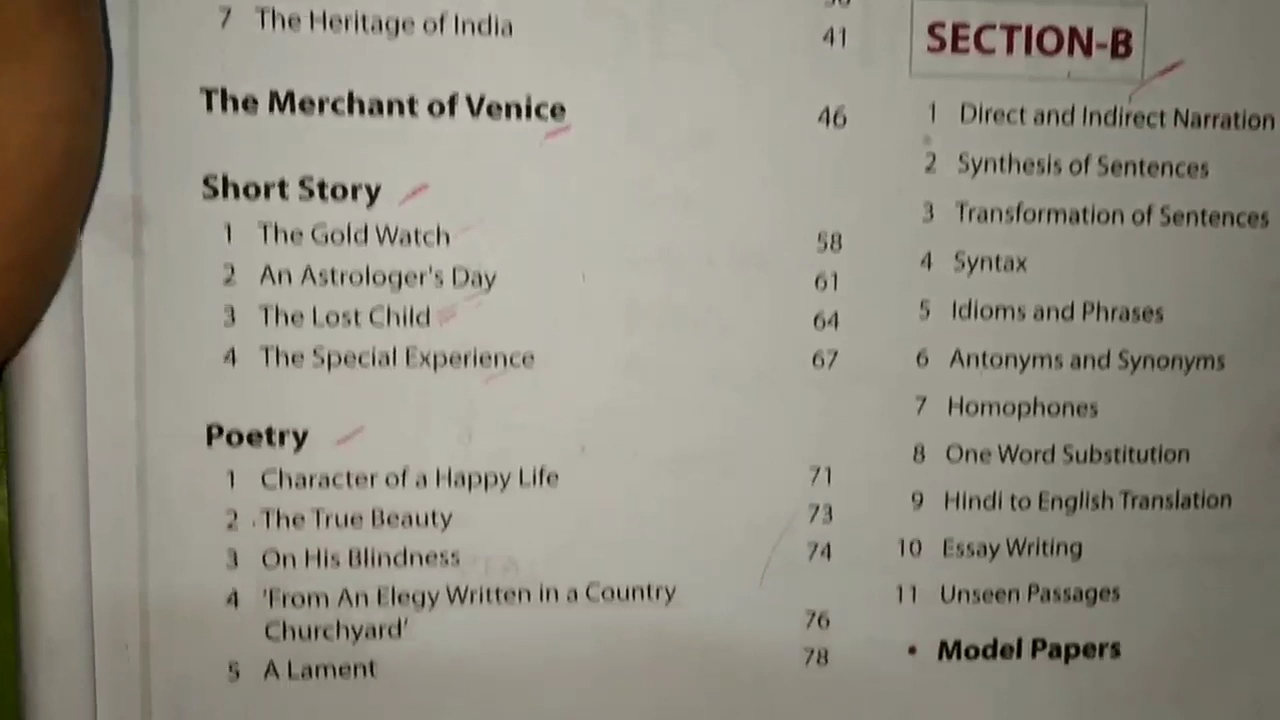 7 The Heritage of India 41
The Merchant of Venice 46
Short Story
1 The Gold Watch 58
2 An Astrologer's Day 61
3 The Lost Child 64
4 The Special Experience 67
Poetry
1 Character of a Happy Life 71
2 The True Beauty 73
3 On His Blindness 74
4 'From An Elegy Written in a Country
Churchyard' 76
5 A Lament 78
SECTION-B
1 Direct and Indirect Narration
2 Synthesis of Sentences
3 Transformation of Sentences
4 Syntax
5 Idioms and Phrases
6 Antonyms and Synonyms
7 Homophones
8 One Word Substitution
9 Hindi to English Translation
10 Essay Writing
11 Unseen Passages
• Model Papers